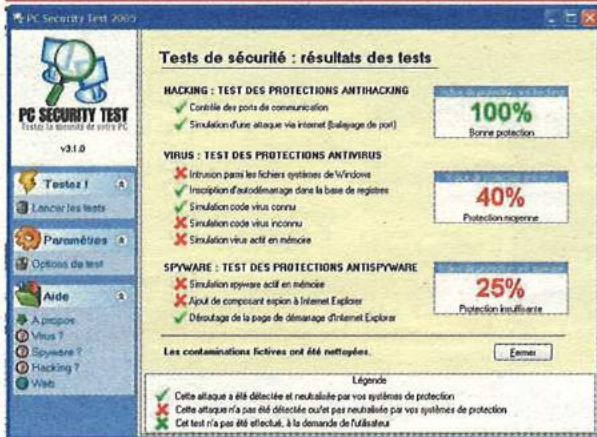 PC Security Test 2005
PC SECURITY TEST
Testez la sécurité de votre PC
v3.1.0
Testez !
Lancer les tests
Paramètres
Options de test
Aide
A propos
Virus ?
Spyware ?
Hacking ?
Web
Tests de sécurité : résultats des tests
HACKING : TEST DES PROTECTIONS ANTIHACKING
Contrôle des ports de communication
Simulation d'une attaque via internet (balayage de port)
100%
Bonne protection
VIRUS : TEST DES PROTECTIONS ANTIVIRUS
Intrusion parmi les fichiers systèmes de Windows
Inscription d'autodémarrage dans la base de registres
Simulation code virus connu
Simulation code virus inconnu
Simulation virus actif en mémoire
40%
Protection moyenne
SPYWARE : TEST DES PROTECTIONS ANTISPYWARE
Simulation spyware actif en mémoire
Ajout de composant espion à Internet Explorer
Déroutage de la page de démarrage d'Internet Explorer
25%
Protection insuffisante
Les contaminations fictives ont été nettoyées.
Fermer
Légende
Cette attaque a été détectée et neutralisée par vos systèmes de protection
Cette attaque n'a pas été détectée ou/et pas neutralisée par vos systèmes de protection
Cet test n'a pas été effectué, à la demande de l'utilisateur